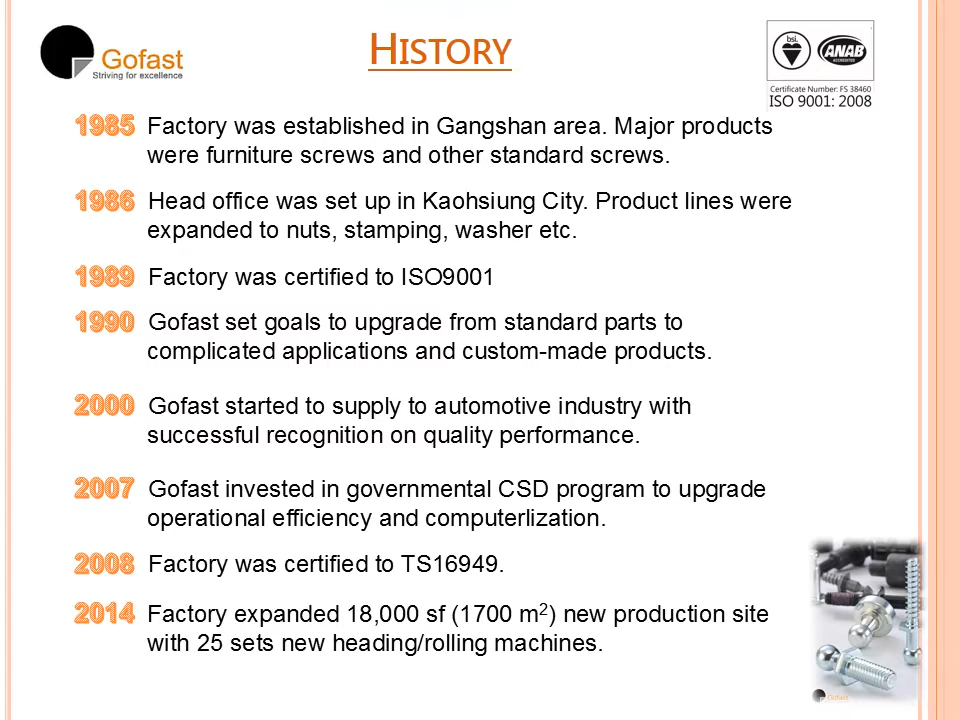 Gofast
Striving for excellence
HISTORY
bsi.
ANAB
ACCREDITED
Certificate Number: FS 38460
ISO 9001: 2008
1985 Factory was established in Gangshan area. Major products
were furniture screws and other standard screws.
1986 Head office was set up in Kaohsiung City. Product lines were
expanded to nuts, stamping, washer etc.
1989 Factory was certified to ISO9001
1990 Gofast set goals to upgrade from standard parts to
complicated applications and custom-made products.
2000 Gofast started to supply to automotive industry with
successful recognition on quality performance.
2007 Gofast invested in governmental CSD program to upgrade
operational efficiency and computerlization.
2008 Factory was certified to TS16949.
2014 Factory expanded 18,000 sf (1700 m²) new production site
with 25 sets new heading/rolling machines.
Gofast